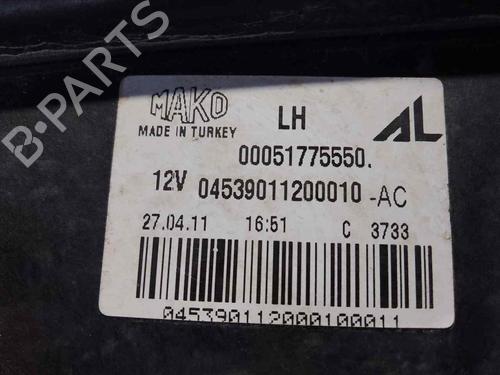 MAKO
MADE IN TURKEY
LH
AL
00051775550.
12V 04539011200010 -AC
27.04.11 16:51 C 3733
045390112000100011
B PARTS